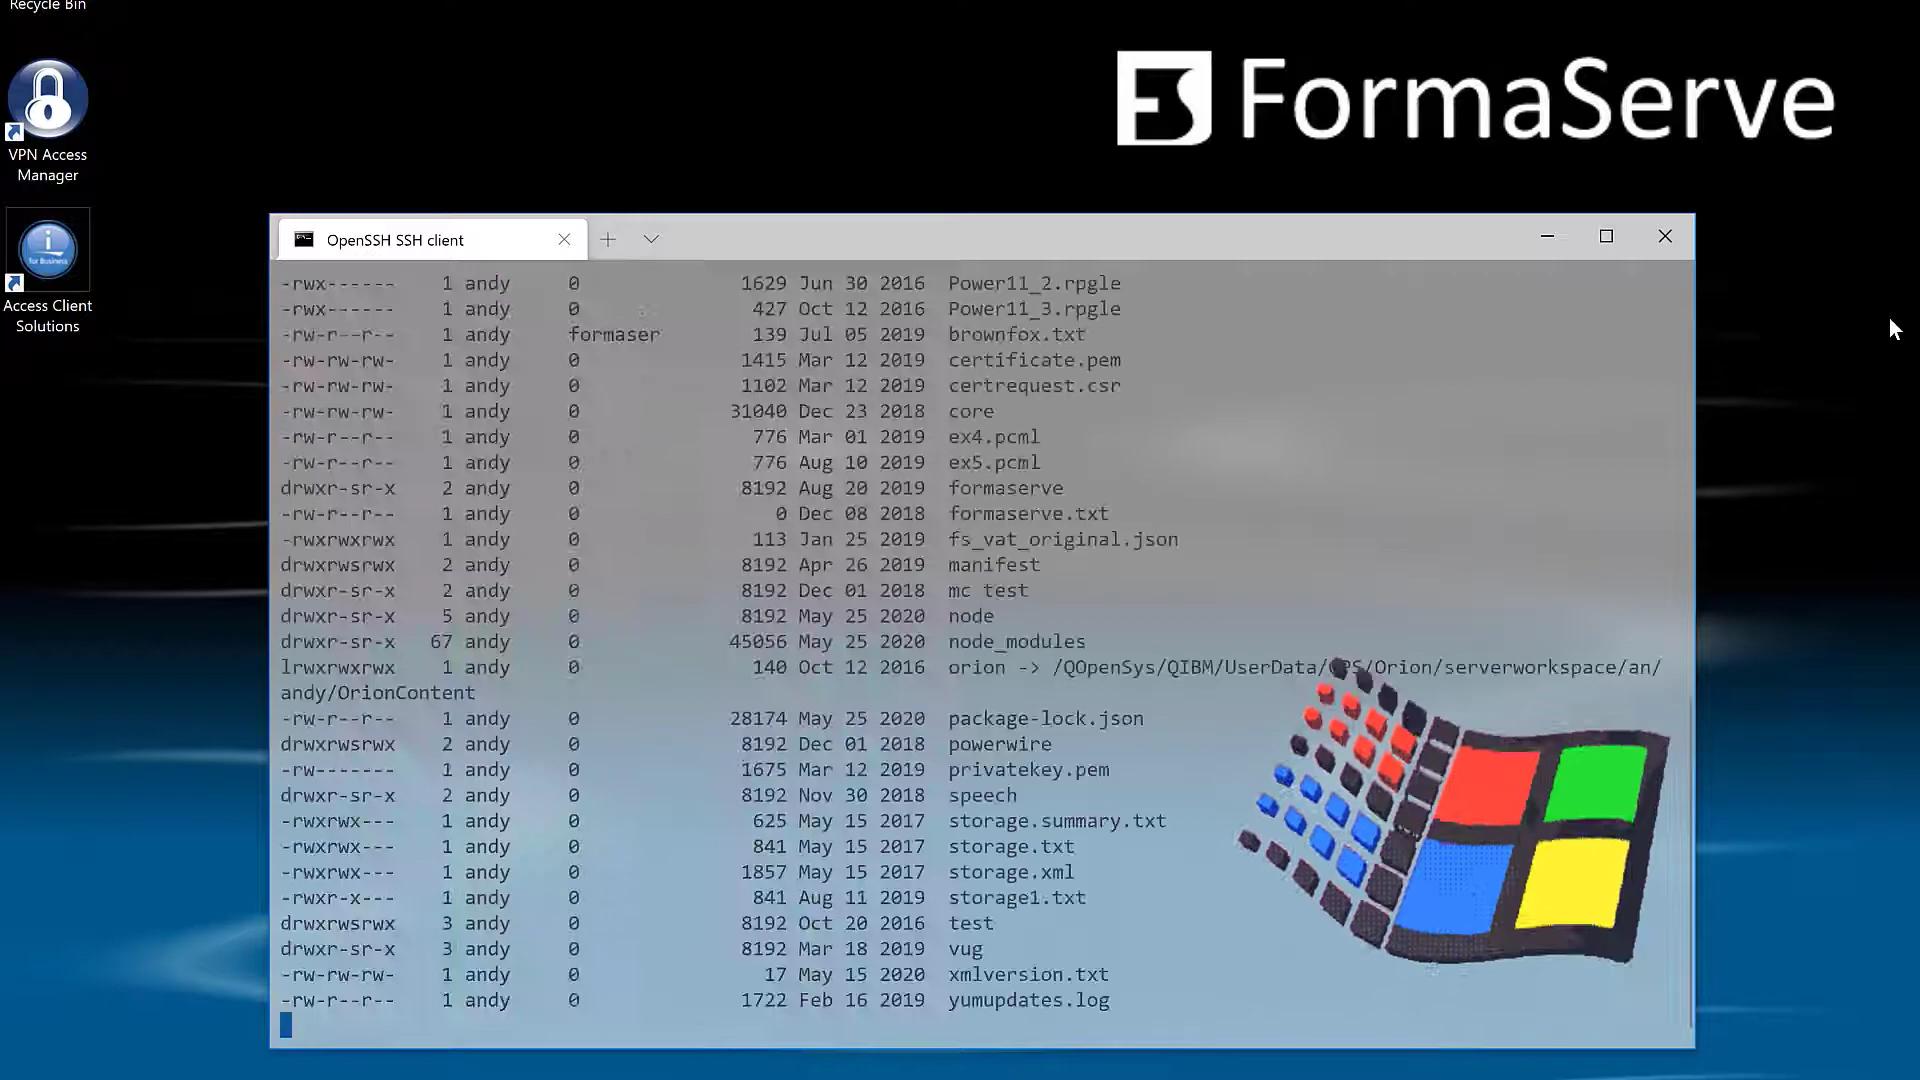 Recycle Bin
FS FormaServe
VPN Access
Manager
i
for Business
Access Client
Solutions
OpenSSH SSH client
-rwx------ 1 andy 0 1629 Jun 30 2016 Power11_2.rpgle
-rwx------ 1 andy 0 427 Oct 12 2016 Power11_3.rpgle
-rw-r--r-- 1 andy formaser 139 Jul 05 2019 brownfox.txt
-rw-rw-rw- 1 andy 0 1415 Mar 12 2019 certificate.pem
-rw-rw-rw- 1 andy 0 1102 Mar 12 2019 certrequest.csr
-rw-rw-rw- 1 andy 0 31040 Dec 23 2018 core
-rw-r--r-- 1 andy 0 776 Mar 01 2019 ex4.pcml
-rw-r--r-- 1 andy 0 776 Aug 10 2019 ex5.pcml
drwxr-sr-x 2 andy 0 8192 Aug 20 2019 formaserve
-rw-r--r-- 1 andy 0 0 Dec 08 2018 formaserve.txt
-rwxrwxrwx 1 andy 0 113 Jan 25 2019 fs_vat_original.json
drwxrwsrwx 2 andy 0 8192 Apr 26 2019 manifest
drwxr-sr-x 2 andy 0 8192 Dec 01 2018 mc test
drwxr-sr-x 5 andy 0 8192 May 25 2020 node
drwxr-sr-x 67 andy 0 45056 May 25 2020 node_modules
lrwxrwxrwx 1 andy 0 140 Oct 12 2016 orion -> /QOpenSys/QIBM/UserData/OPS/Orion/serverworkspace/an/
andy/OrionContent
-rw-r--r-- 1 andy 0 28174 May 25 2020 package-lock.json
drwxrwsrwx 2 andy 0 8192 Dec 01 2018 powerwire
-rw------- 1 andy 0 1675 Mar 12 2019 privatekey.pem
drwxr-sr-x 2 andy 0 8192 Nov 30 2018 speech
-rwxrwx--- 1 andy 0 625 May 15 2017 storage.summary.txt
-rwxrwx--- 1 andy 0 841 May 15 2017 storage.txt
-rwxrwx--- 1 andy 0 1857 May 15 2017 storage.xml
-rwxr-x--- 1 andy 0 841 Aug 11 2019 storage1.txt
drwxrwsrwx 3 andy 0 8192 Oct 20 2016 test
drwxr-sr-x 3 andy 0 8192 Mar 18 2019 vug
-rw-rw-rw- 1 andy 0 17 May 15 2020 xmlversion.txt
-rw-r--r-- 1 andy 0 1722 Feb 16 2019 yumupdates.log